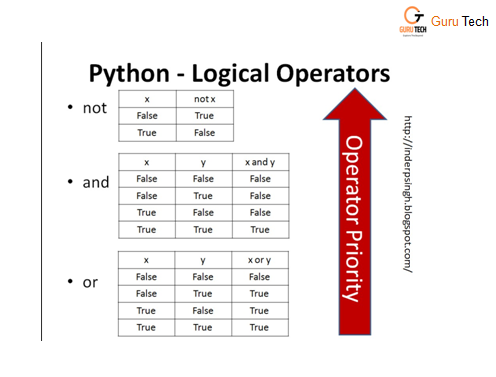 GURU TECH
Guru Tech
Python - Logical Operators
• not
x not x
False True
True False
• and
x y x and y
False False False
False True False
True False False
True True True
• or
x y x or y
False False False
False True True
True False True
True True True
Operator Priority
http://inderpsingh.blogspot.com/